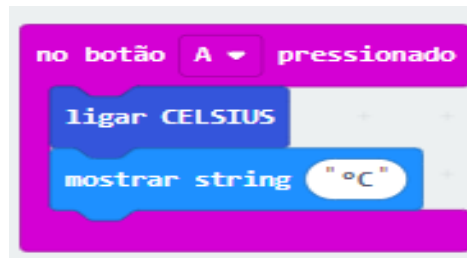 no botão A pressionado
ligar CELSIUS
mostrar string "°C"